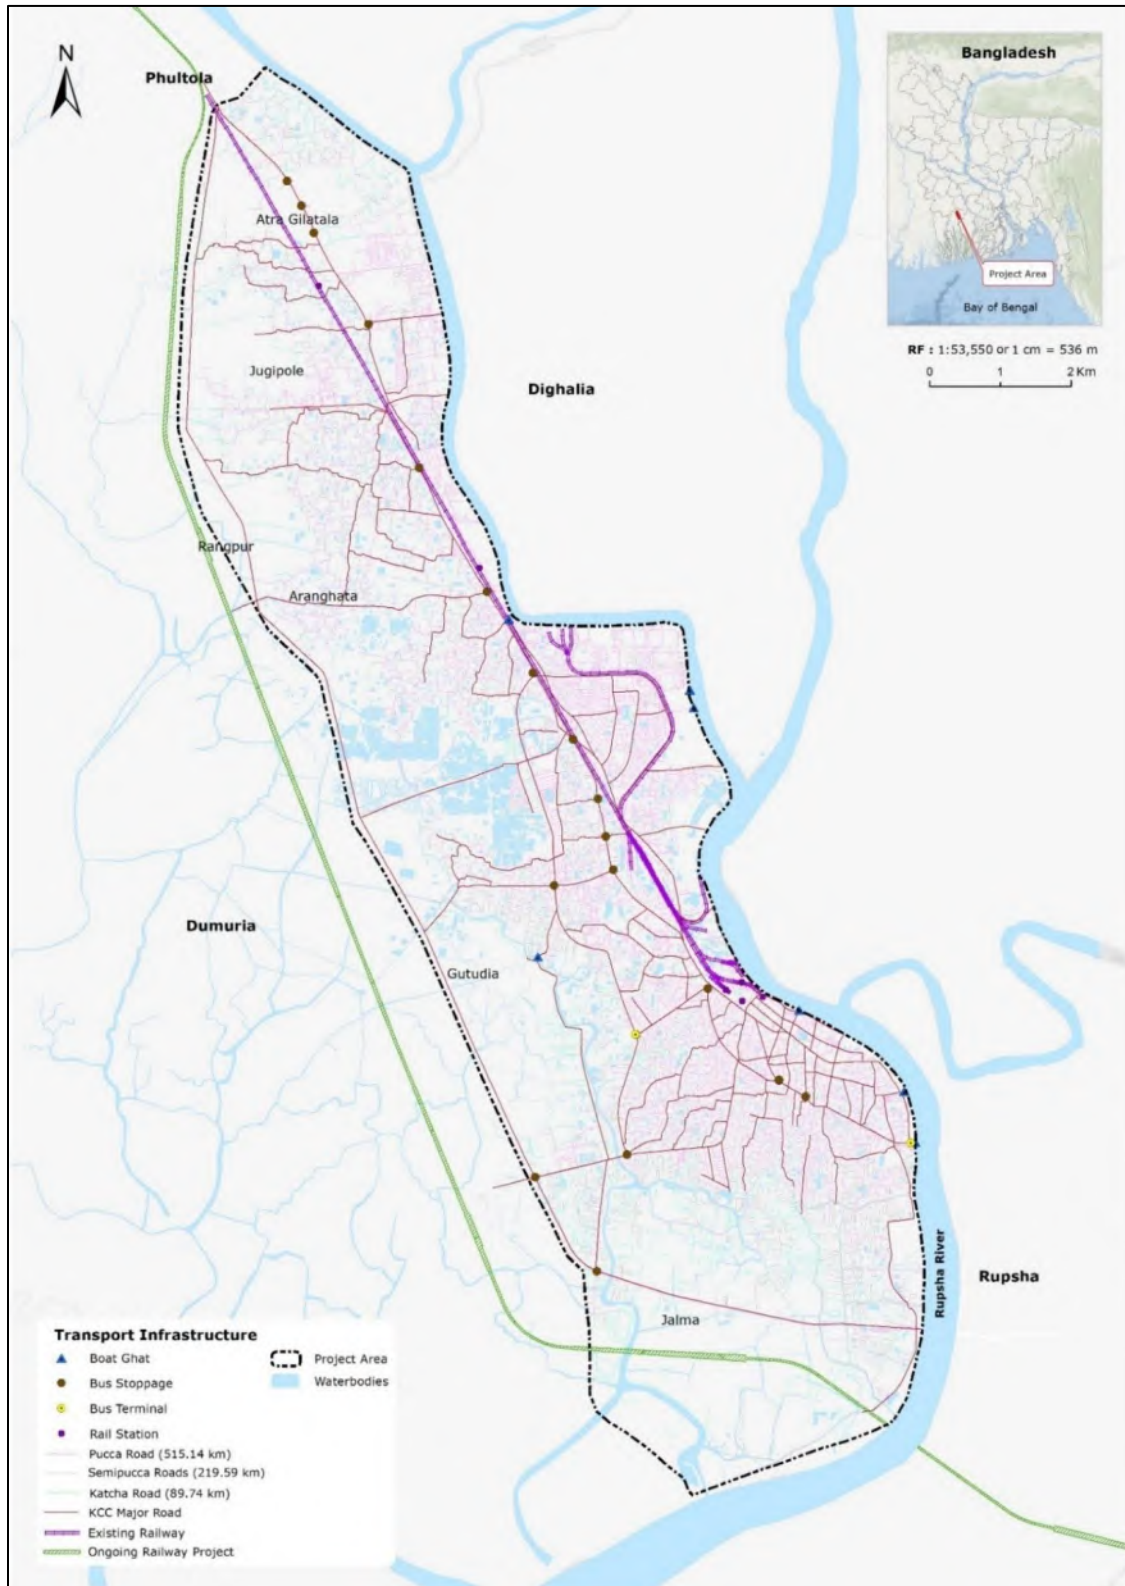 N
Phultola
Bangladesh
Project Area
Bay of Bengal
RF : 1:53,550 or 1 cm = 536 m
0 1 2 Km
Atra Gilatala
Jugipole
Dighalia
Rangpur
Aranghata
Dumuria
Gutudia
Rupsha River
Rupsha
Jalma
Transport Infrastructure
Boat Ghat
Bus Stoppage
Bus Terminal
Rail Station
Pucca Road (515.14 km)
Semipucca Roads (219.59 km)
Katcha Road (89.74 km)
KCC Major Road
Existing Railway
Ongoing Railway Project
Project Area
Waterbodies